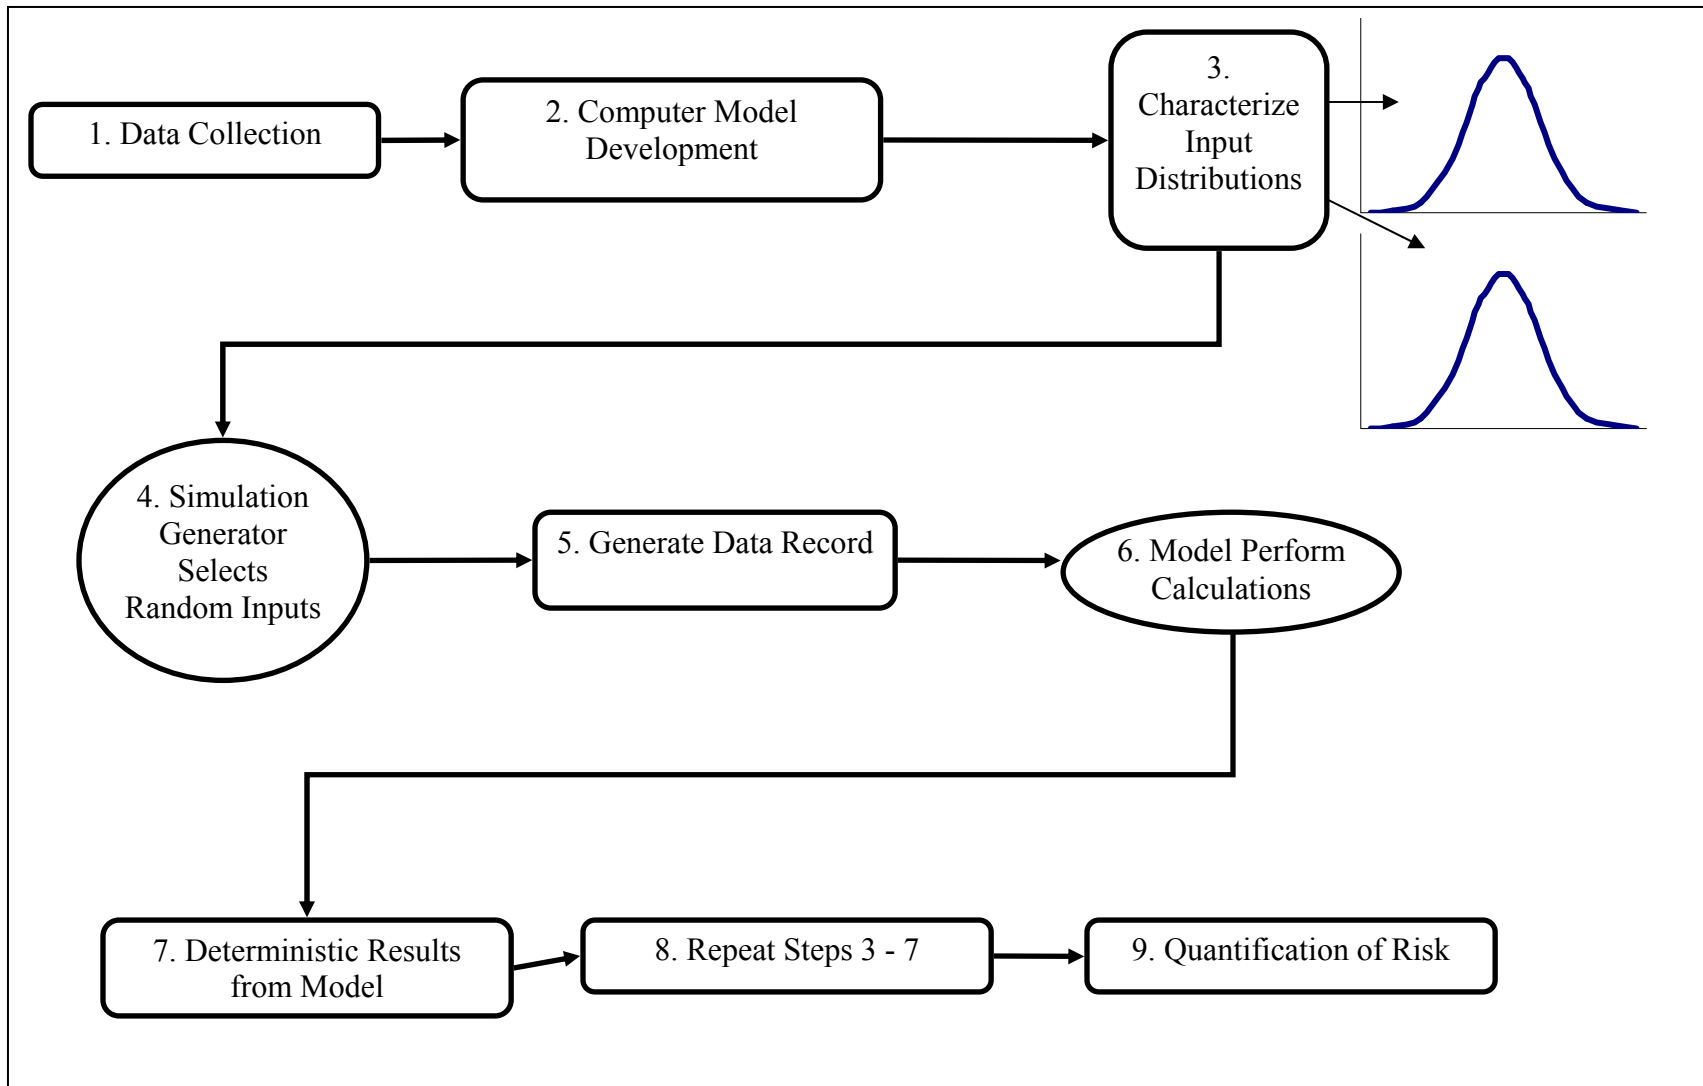 1. Data Collection
2. Computer Model
Development
3.
Characterize
Input
Distributions
4. Simulation
Generator
Selects
Random Inputs
5. Generate Data Record
6. Model Perform
Calculations
7. Deterministic Results
from Model
8. Repeat Steps 3 - 7
9. Quantification of Risk